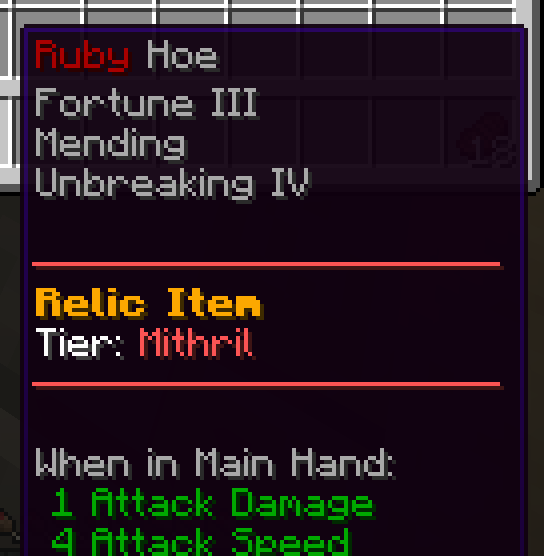 Ruby Hoe
Fortune III
Mending
18
Unbreaking IV
Relic Item
Tier: Mithril
When in Main Hand:
1 Attack Damage
4 Attack Speed